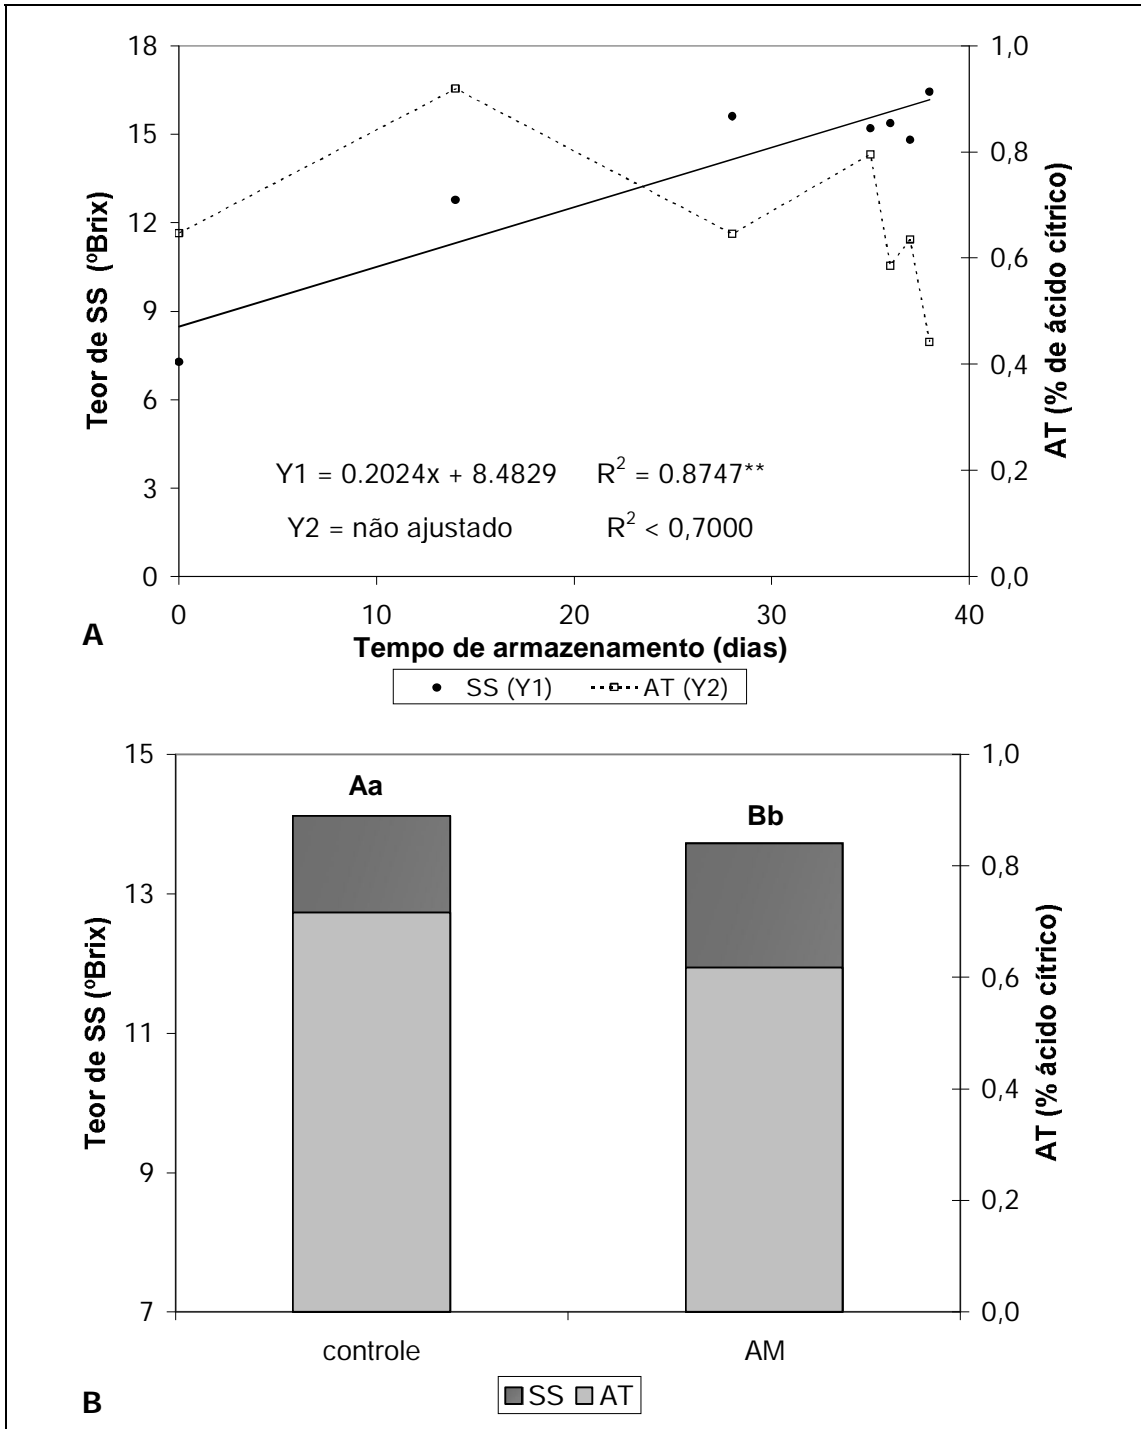 18
15
12
9
6
3
0
Teor de SS (ºBrix)
1,0
0,8
0,6
0,4
0,2
0,0
AT (% de ácido cítrico)
Y1 = 0.2024x + 8.4829 R² = 0.8747**
Y2 = não ajustado R² < 0,7000
0 10 20 30 40
A
Tempo de armazenamento (dias)
SS (Y1) AT (Y2)
15
13
11
9
7
Teor de SS (ºBrix)
1,0
0,8
0,6
0,4
0,2
0,0
AT (% ácido cítrico)
Aa
Bb
controle AM
B
SS AT